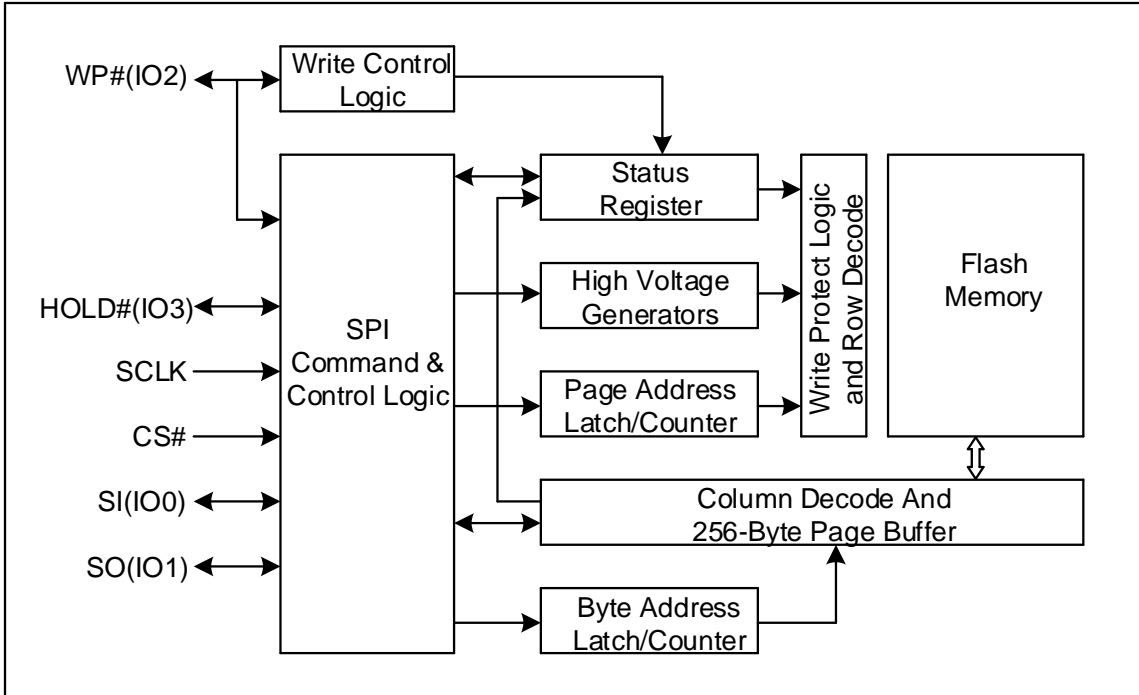 WP#(IO2)
Write Control
Logic
Status
Register
Write Protect Logic
and Row Decode
Flash
Memory
HOLD#(IO3)
High Voltage
Generators
SPI
Command &
Control Logic
SCLK
Page Address
Latch/Counter
CS#
SI(IO0)
Column Decode And
256-Byte Page Buffer
SO(IO1)
Byte Address
Latch/Counter